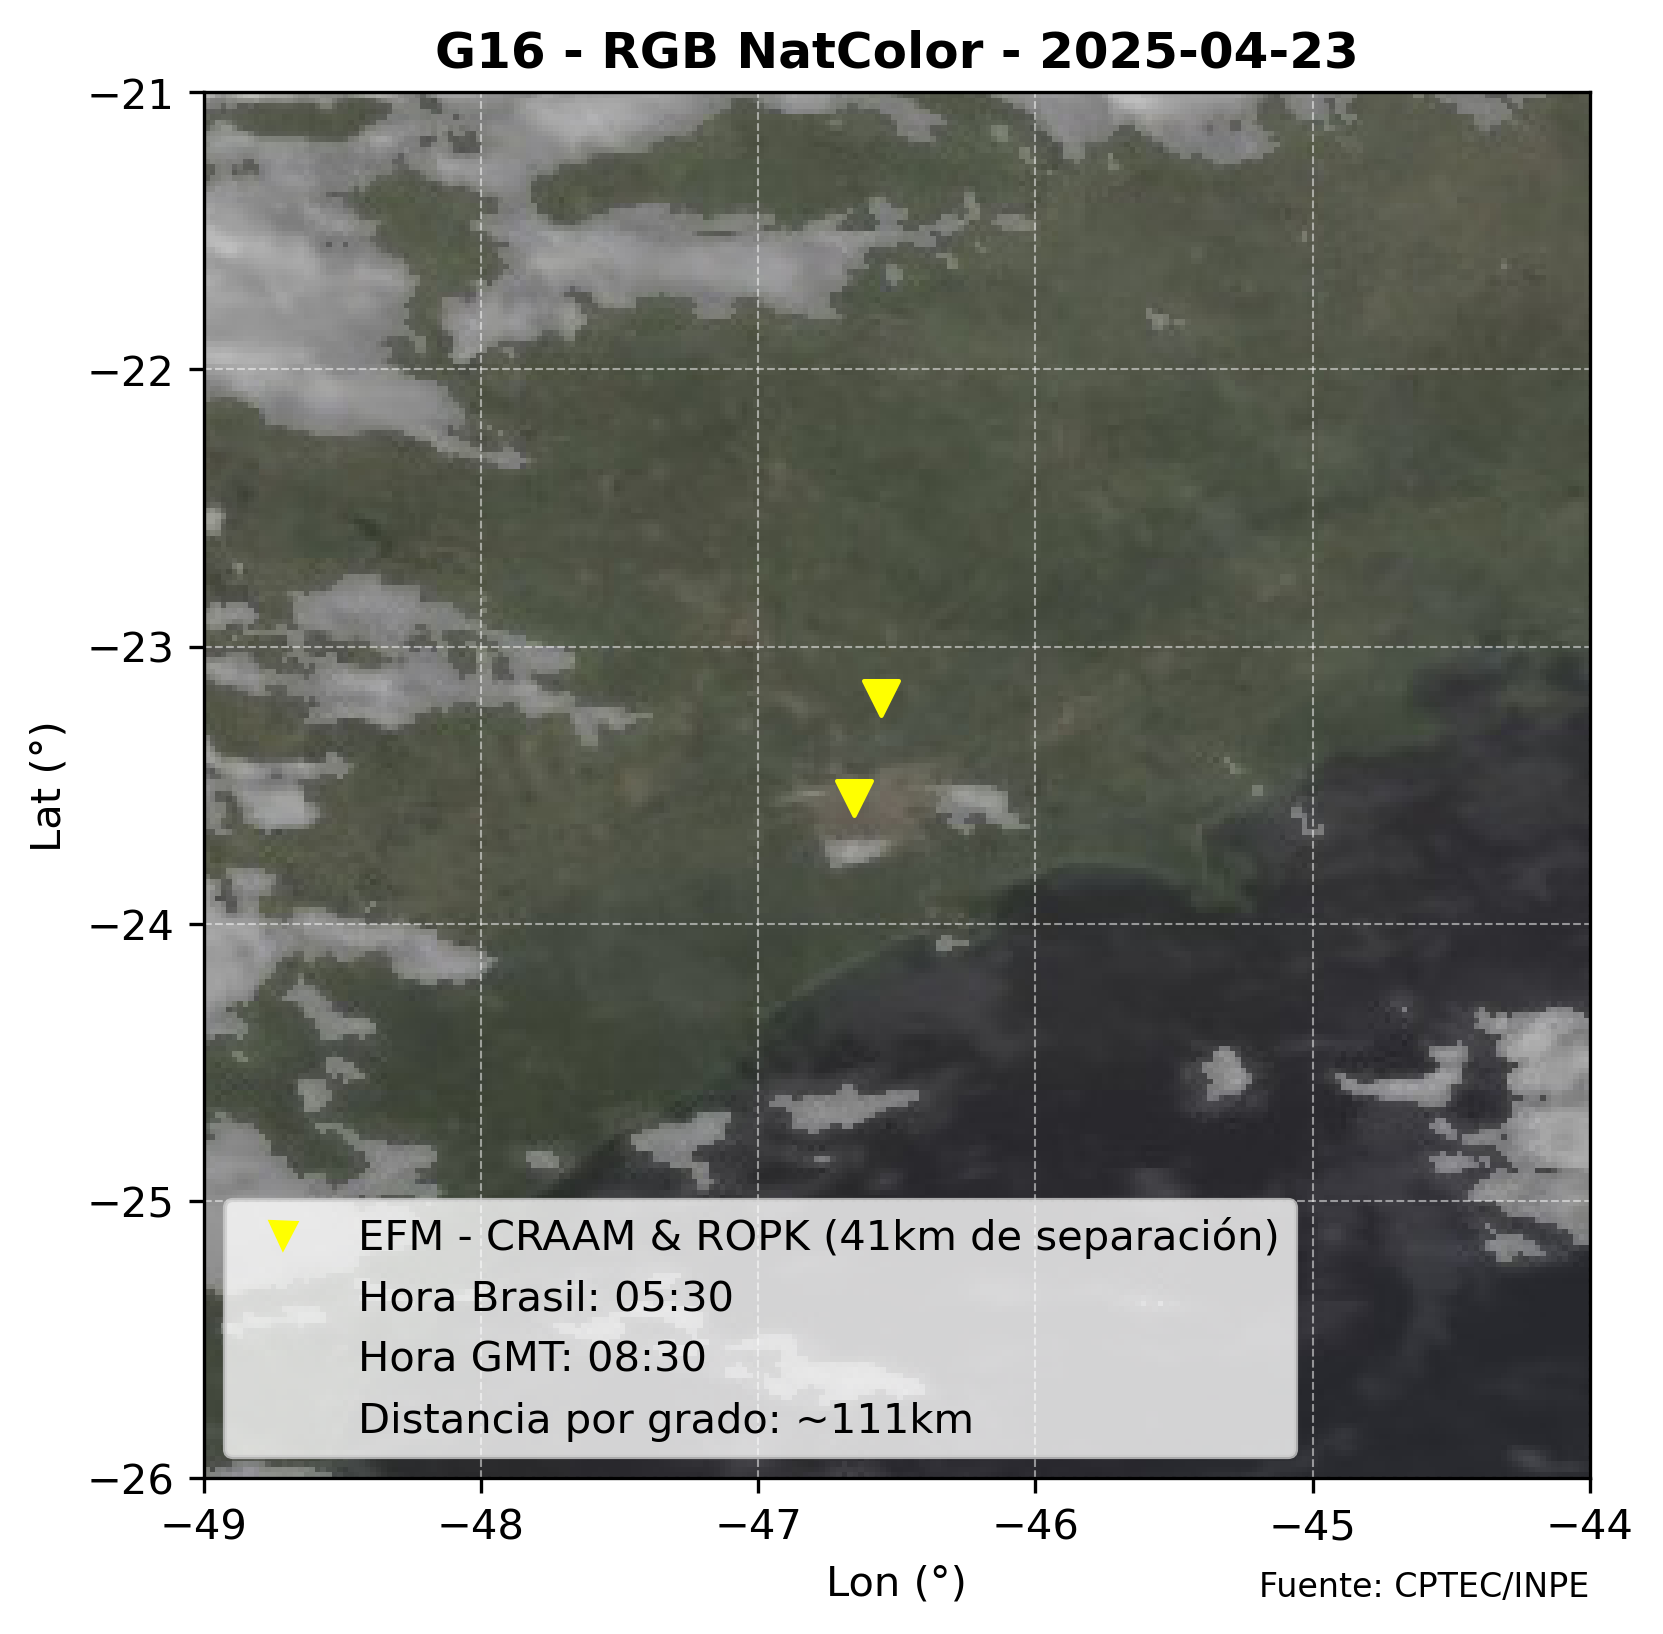 G16 - RGB NatColor - 2025-04-23
−21
−22
−23
−24
−25
−26
Lat (°)
EFM - CRAAM & ROPK (41km de separación)
Hora Brasil: 05:30
Hora GMT: 08:30
Distancia por grado: ~111km
−49 −48 −47 −46 −45 −44
Lon (°)
Fuente: CPTEC/INPE